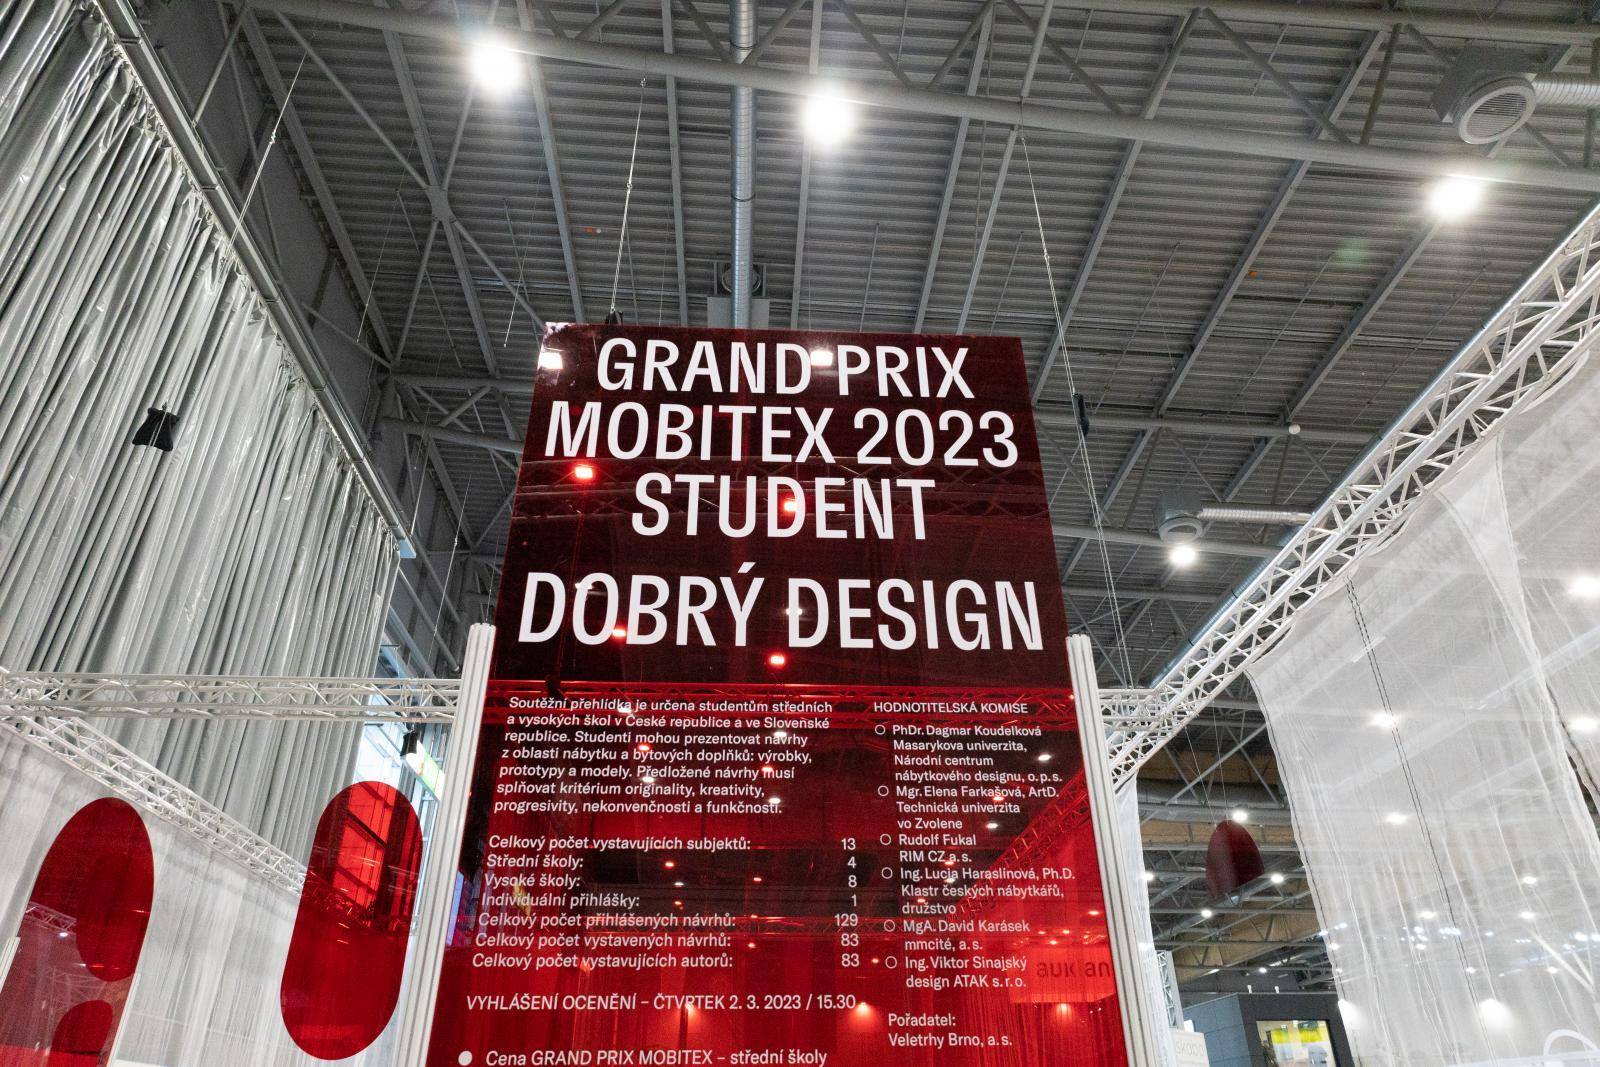 GRAND PRIX
MOBITEX 2023
STUDENT
DOBRÝ DESIGN
Soutěžní přehlídka je určena studentům středních
a vysokých škol v České republice a ve Slovenské
republice. Studenti mohou prezentovat návrhy
z oblasti nábytku a bytových doplňků: výrobky,
prototypy a modely. Předložené návrhy musí
splňovat kritérium originality, kreativity,
progresivity, nekonvenčnosti a funkčnosti.
Celkový počet vystavujících subjektů: 13
Střední školy: 4
Vysoké školy: 8
Individuální přihlášky: 1
Celkový počet přihlášených návrhů: 129
Celkový počet vystavených návrhů: 83
Celkový počet vystavujících autorů: 83
VYHLÁŠENÍ OCENĚNÍ – ČTVRTEK 2. 3. 2023 / 15.30
Cena GRAND PRIX MOBITEX – střední školy
HODNOTITELSKÁ KOMISE
PhDr. Dagmar Koudelková
Masarykova univerzita,
Národní centrum
nábytkového designu, o.p.s.
Mgr. Elena Farkašová, ArtD.
Technická univerzita
vo Zvolene
Rudolf Fukal
RIM CZ a.s.
Ing. Lucia Haraslínová, Ph.D.
Klastr českých nábytkářů,
družstvo
MgA. David Karásek
mmcité, a.s.
Ing. Viktor Sinajský
design ATAK s.r.o.
Pořadatel:
Veletrhy Brno, a.s.